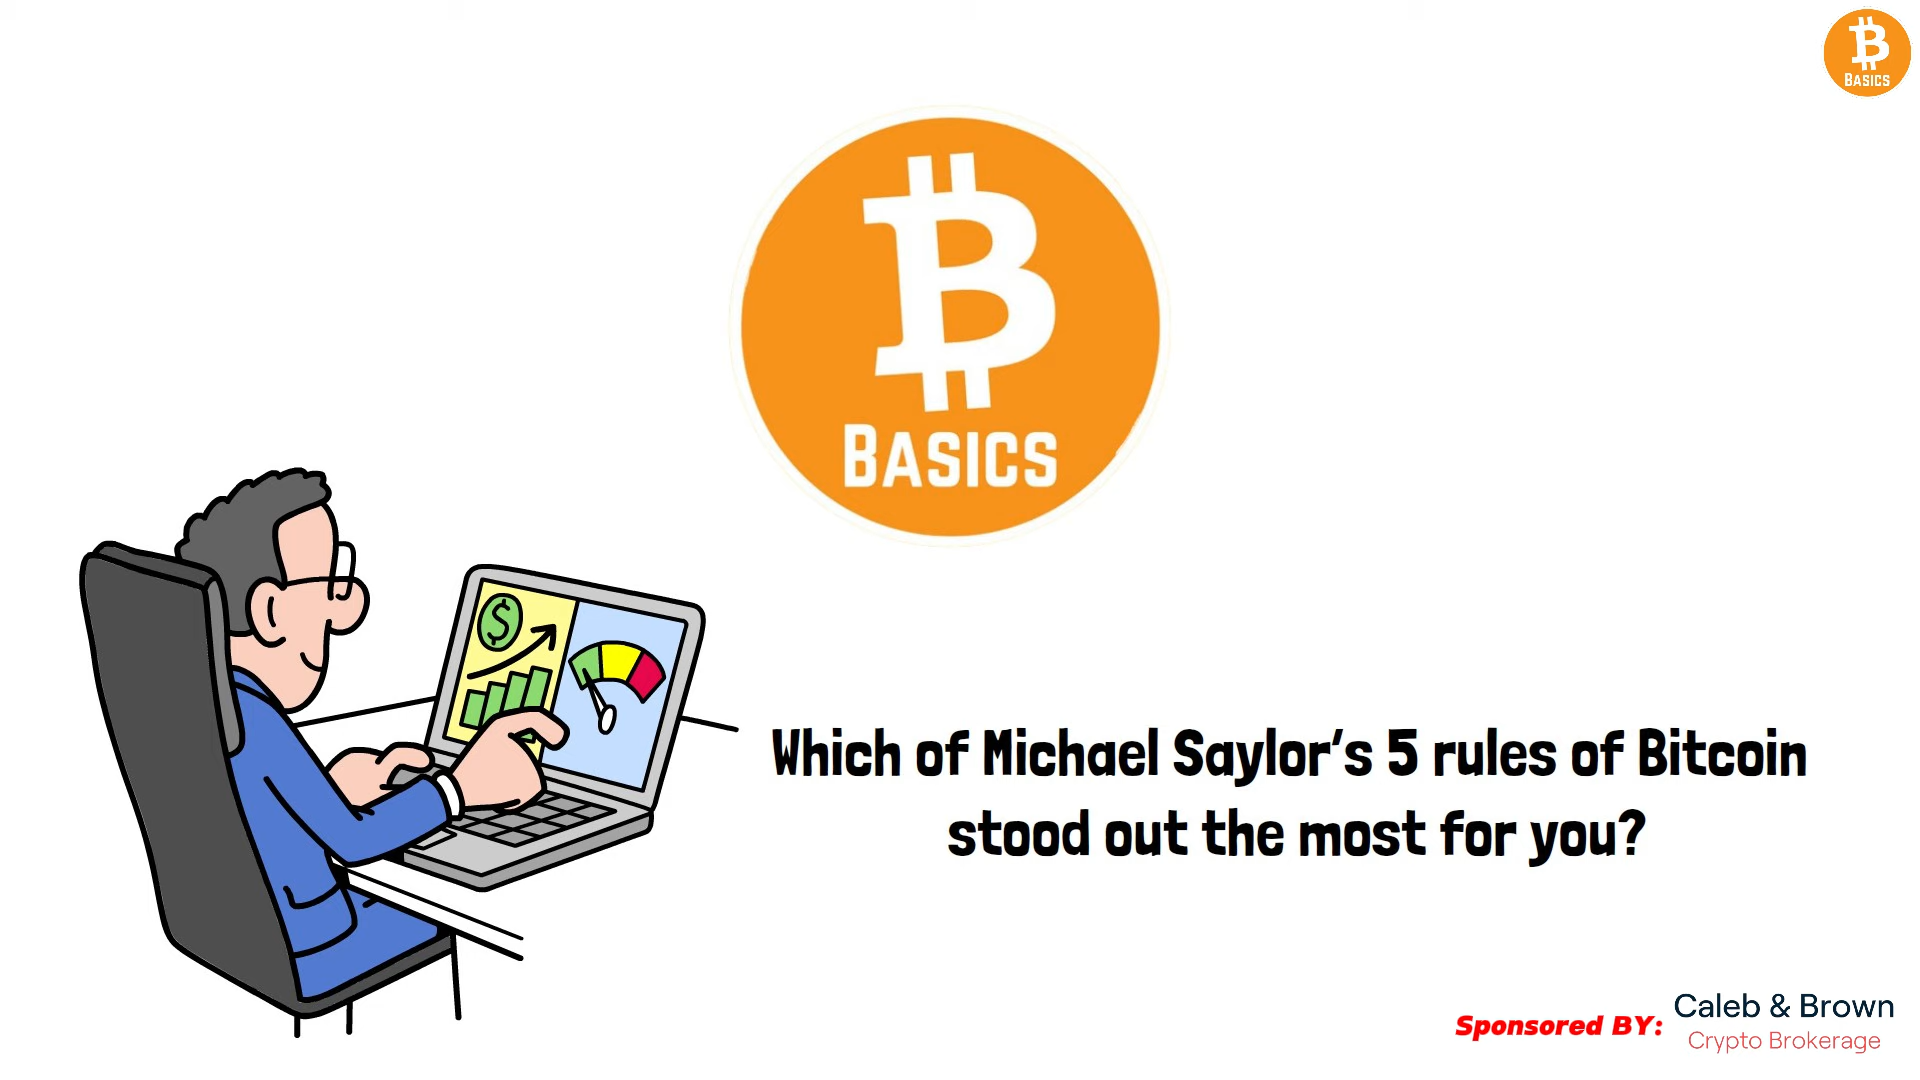 BASICS
BASICS
$
Which of Michael Saylor's 5 rules of Bitcoin
stood out the most for you?
Sponsored BY:
Caleb & Brown
Crypto Brokerage